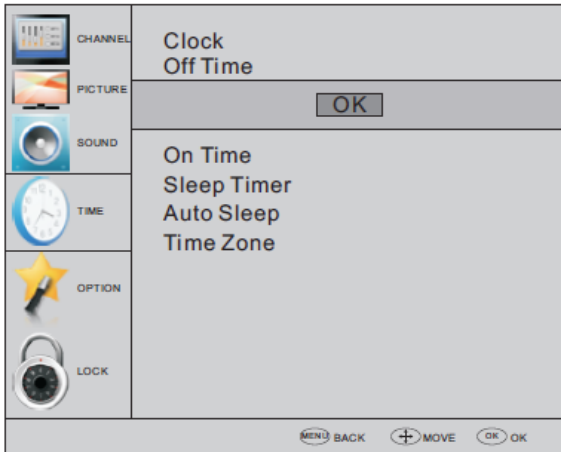 CHANNEL
PICTURE
SOUND
TIME
OPTION
LOCK
Clock
Off Time
OK
On Time
Sleep Timer
Auto Sleep
Time Zone
MENU BACK MOVE OK OK